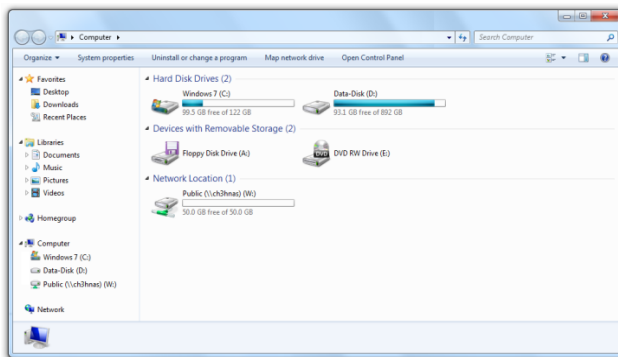 Computer
Search Computer
Organize
System properties
Uninstall or change a program
Map network drive
Open Control Panel
Favorites
Desktop
Downloads
Recent Places
Libraries
Documents
Music
Pictures
Videos
Homegroup
Computer
Windows 7 (C:)
Data-Disk (D:)
Public (\\ch3hnas) (W:)
Network
Hard Disk Drives (2)
Windows 7 (C:)
99.5 GB free of 122 GB
Data-Disk (D:)
93.1 GB free of 892 GB
Devices with Removable Storage (2)
Floppy Disk Drive (A:)
DVD RW Drive (E:)
DVD
Network Location (1)
Public (\\ch3hnas) (W:)
50.0 GB free of 50.0 GB